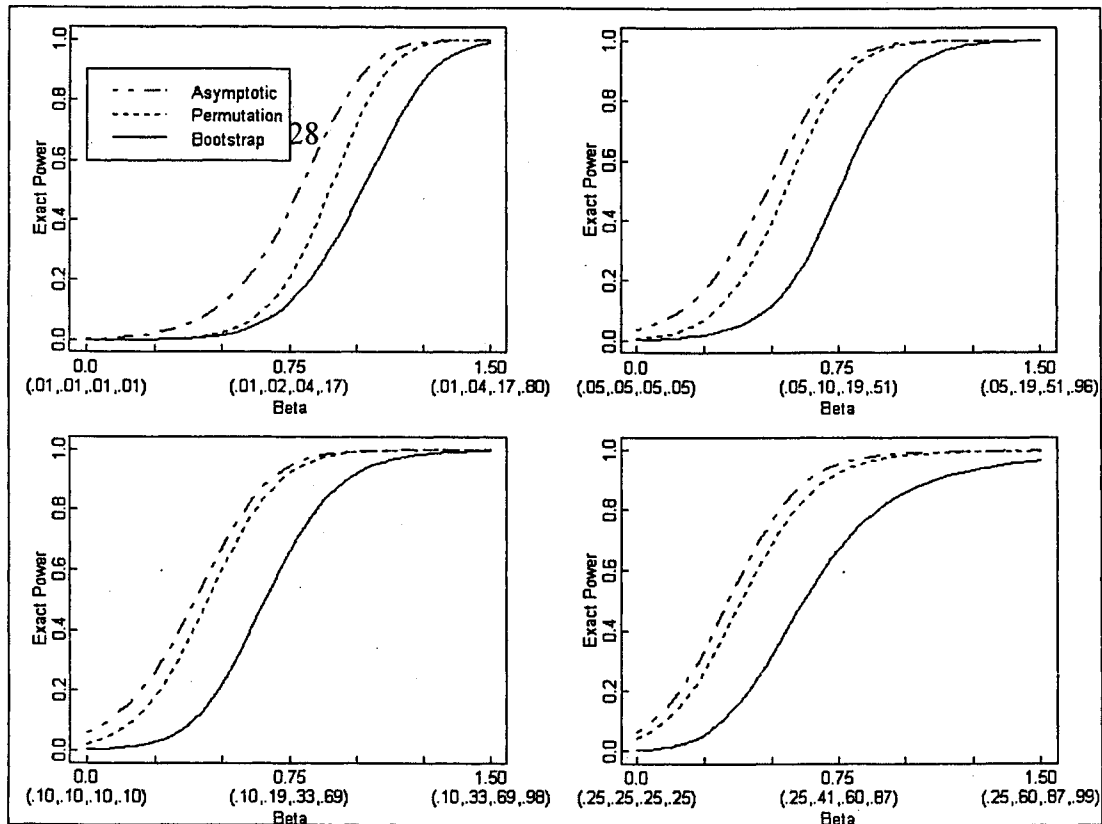 Asymptotic
Permutation
Bootstrap
28
Exact Power
0.0 0.2 0.4 0.6 0.8 1.0
0.0 0.75 1.50
(.01,.01,.01,.01) (.01,.02,.04,.17) (.01,.04,.17,.80)
Beta
Exact Power
0.0 0.2 0.4 0.6 0.8 1.0
0.0 0.75 1.50
(.05,.05,.05,.05) (.05,.10,.19,.51) (.05,.19,.51,.96)
Beta
Exact Power
0.0 0.2 0.4 0.6 0.8 1.0
0.0 0.75 1.50
(.10,.10,.10,.10) (.10,.19,.33,.69) (.10,.33,.69,.98)
Beta
Exact Power
0.0 0.2 0.4 0.6 0.8 1.0
0.0 0.75 1.50
(.25,.25,.25,.25) (.25,.41,.60,.87) (.25,.60,.87,.99)
Beta